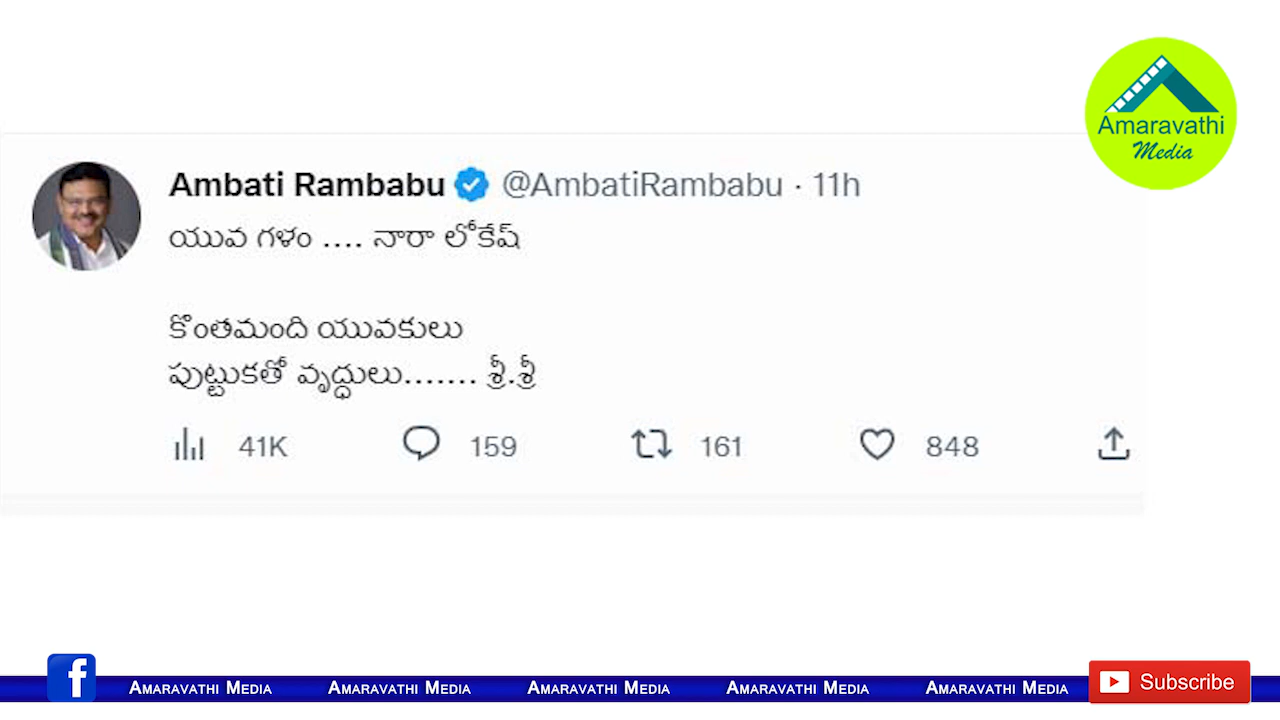 Amaravathi
Media
Ambati Rambabu @AmbatiRambabu · 11h
యువ గళం .... నారా లోకేష్
కొంతమంది యువకులు
పుట్టుకతో వృద్ధులు....... శ్రీ.శ్రీ
41K 159 161 848
f Amaravathi Media Amaravathi Media Amaravathi Media Amaravathi Media Amaravathi Media Subscribe